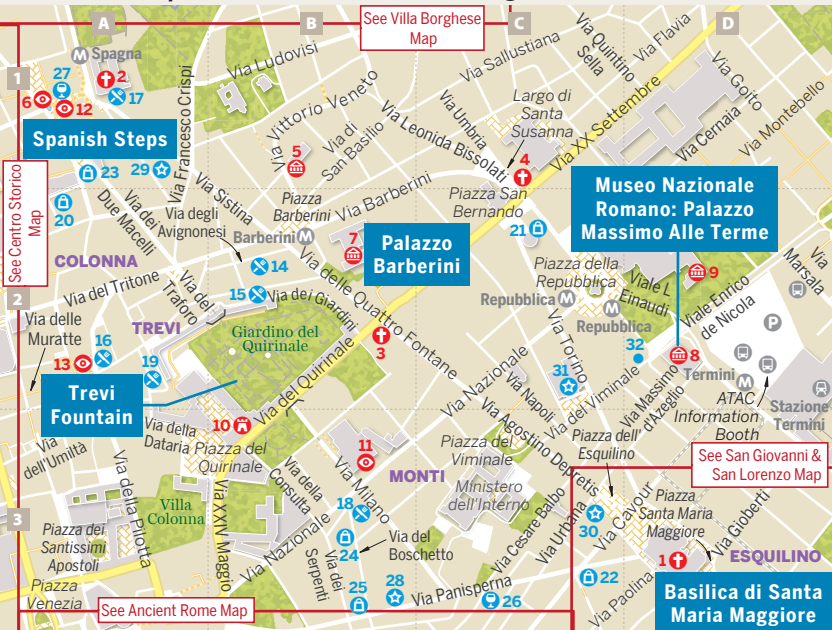 A
B
C
D
1
2
3
See Villa Borghese
Map
M Spagna
27
2
6
12
17
Spanish Steps
23
29
20
Via Francesco Crispi
Via Ludovisi
Via Vittorio Veneto
Via di
San Basilio
5
Via Sallustiana
Via Quintino
Sella
Via Flavia
Via Goito
Via Cernaia
Via Montebello
Via Umbria
Largo di
Santa
Susanna
Via Leonida Bissolati
Via XX Settembre
4
Piazza San
Bernando
21
Museo Nazionale
Romano: Palazzo
Massimo Alle Terme
See Centro Storico
Map
COLONNA
Via dei
Due Macelli
Via Sistina
Via degli
Avignonesi
Piazza
Barberini
Via Barberini
Barberini M
7
Palazzo
Barberini
14
15
Via dei Giardini
Via delle Quattro Fontane
Via del Tritone
Via del
Traforo
Via delle
Muratte
TREVI
16
13
19
Trevi
Fountain
Giardino del
Quirinale
3
Via del Quirinale
Piazza della
Repubblica
Repubblica M
M
Repubblica
Viale L
Einaudi
9
Viale Enrico
de Nicola
Via
Marsala
P
32
8
Termini
M
ATAC
Information
Booth
Stazione
Termini
Via Torino
31
Via Nazionale
Via Napoli
Via del Viminale
Via Massimo
d'Azeglio
Via
dell'Umiltà
Via della
Dataria
10
Piazza del
Quirinale
11
Via Milano
MONTI
Piazza del
Viminale
Ministero
dell'Interno
Via Agostino Depretis
Piazza dell'
Esquilino
See San Giovanni &
San Lorenzo Map
Via della Pilotta
Villa
Colonna
Via XXIV Maggio
Via della
Consulta
Via Nazionale
18
24
Via del
Boschetto
Via dei
Serpenti
25
28
Via Panisperna
26
Via Cesare Balbo
Via Urbana
30
Via Cavour
Piazza
Santa Maria
Maggiore
Via Gioberti
1
ESQUILINO
22
Via Paolina
Basilica di Santa
Maria Maggiore
Piazza dei
Santissimi
Apostoli
Piazza
Venezia
See Ancient Rome Map